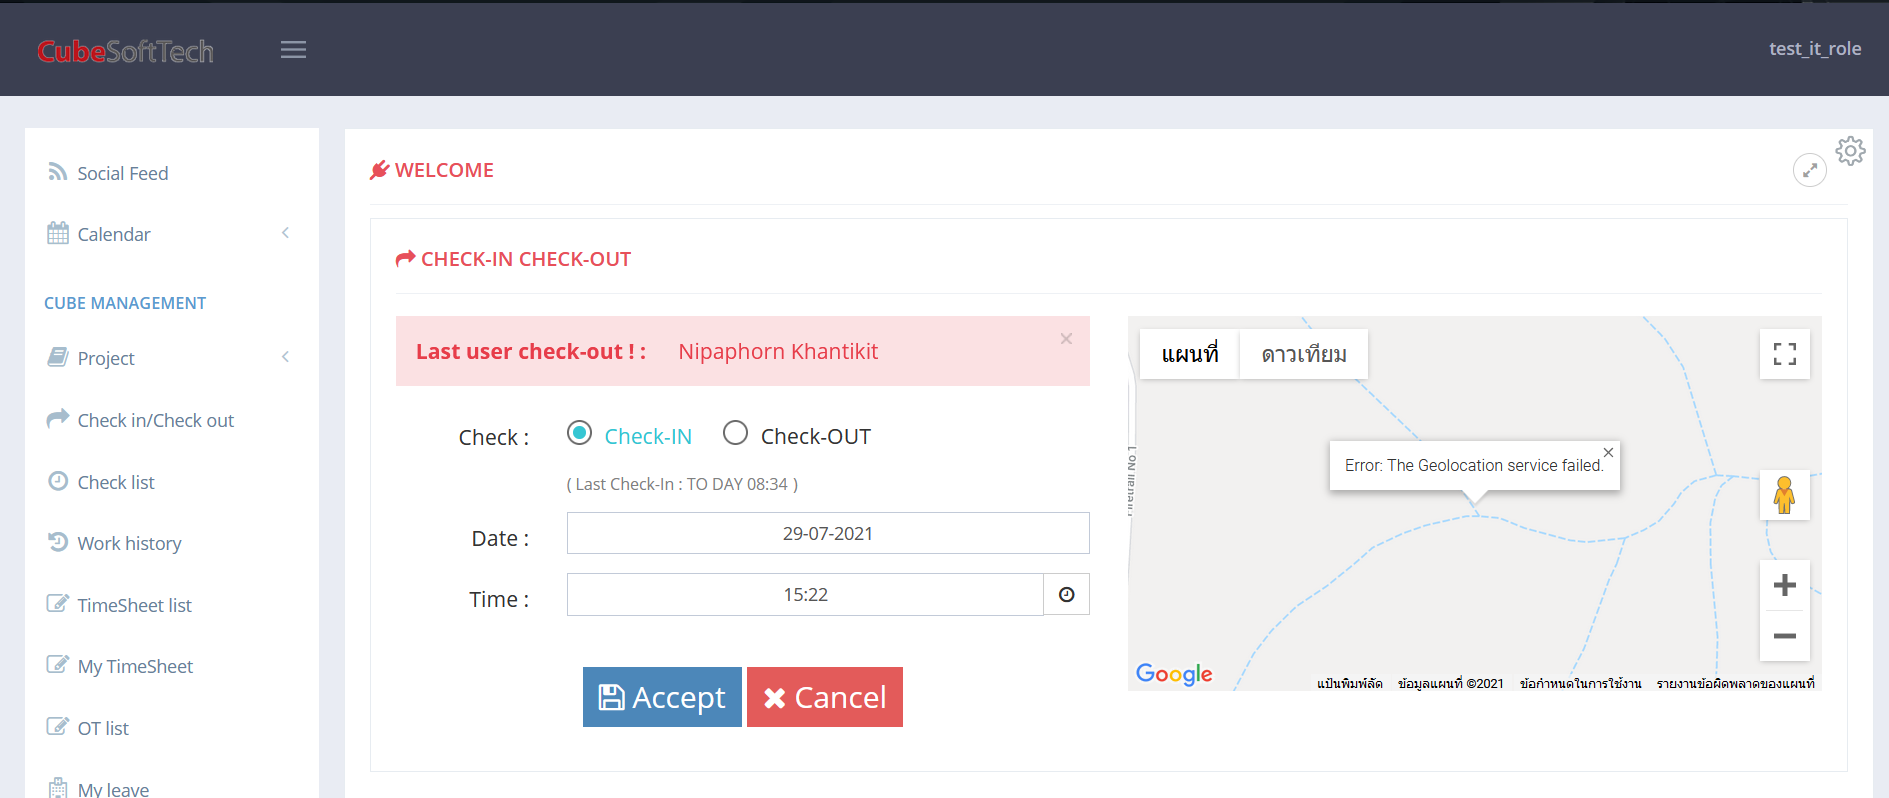 CubeSoftTech
test_it_role
Social Feed
Calendar
CUBE MANAGEMENT
Project
Check in/Check out
Check list
Work history
TimeSheet list
My TimeSheet
OT list
My leave
WELCOME
CHECK-IN CHECK-OUT
Last user check-out ! : Nipaphorn Khantikit
Check : Check-IN Check-OUT
( Last Check-In : TO DAY 08:34 )
Date : 29-07-2021
Time : 15:22
Accept Cancel
แผนที่ ดาวเทียม
Error: The Geolocation service failed.
Google
แป้นพิมพ์ลัด ข้อมูลแผนที่ ©2021 ข้อกำหนดในการใช้งาน รายงานข้อผิดพลาดของแผนที่